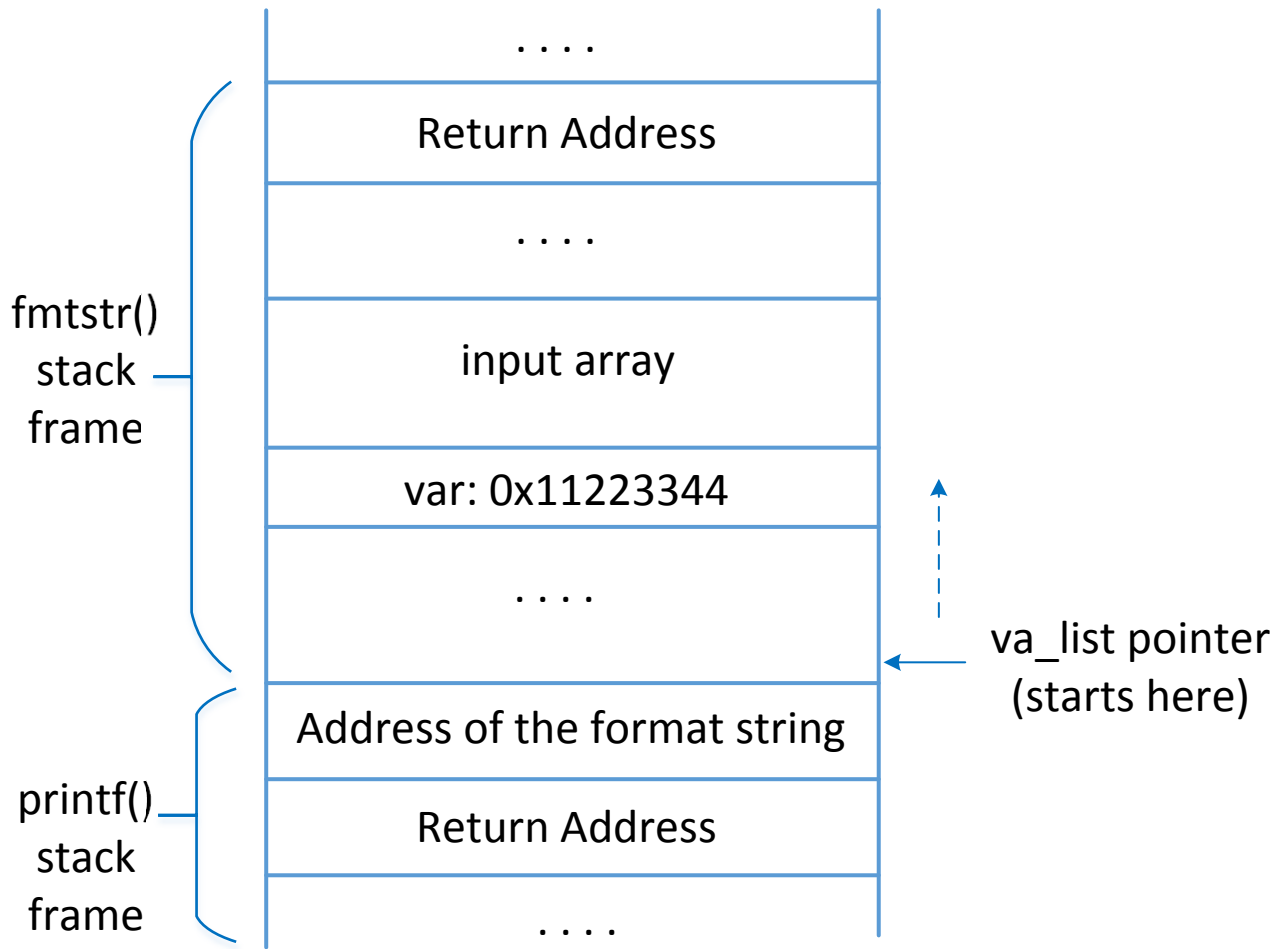 . . . .
Return Address
. . . .
fmtstr()
stack
frame
input array
var: 0x11223344
. . . .
va_list pointer
(starts here)
Address of the format string
printf()
stack
frame
Return Address
. . . .